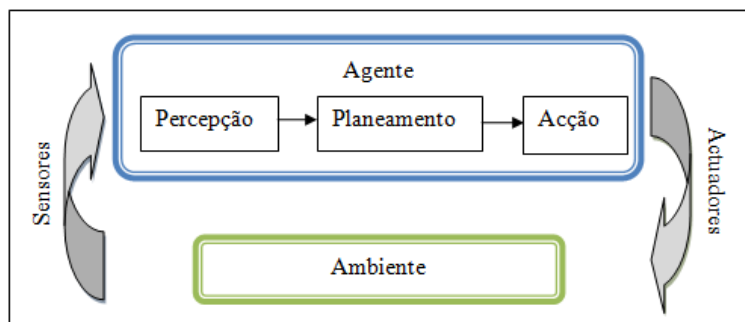 Agente
Percepção
Planeamento
Acção
Sensores
Actuadores
Ambiente